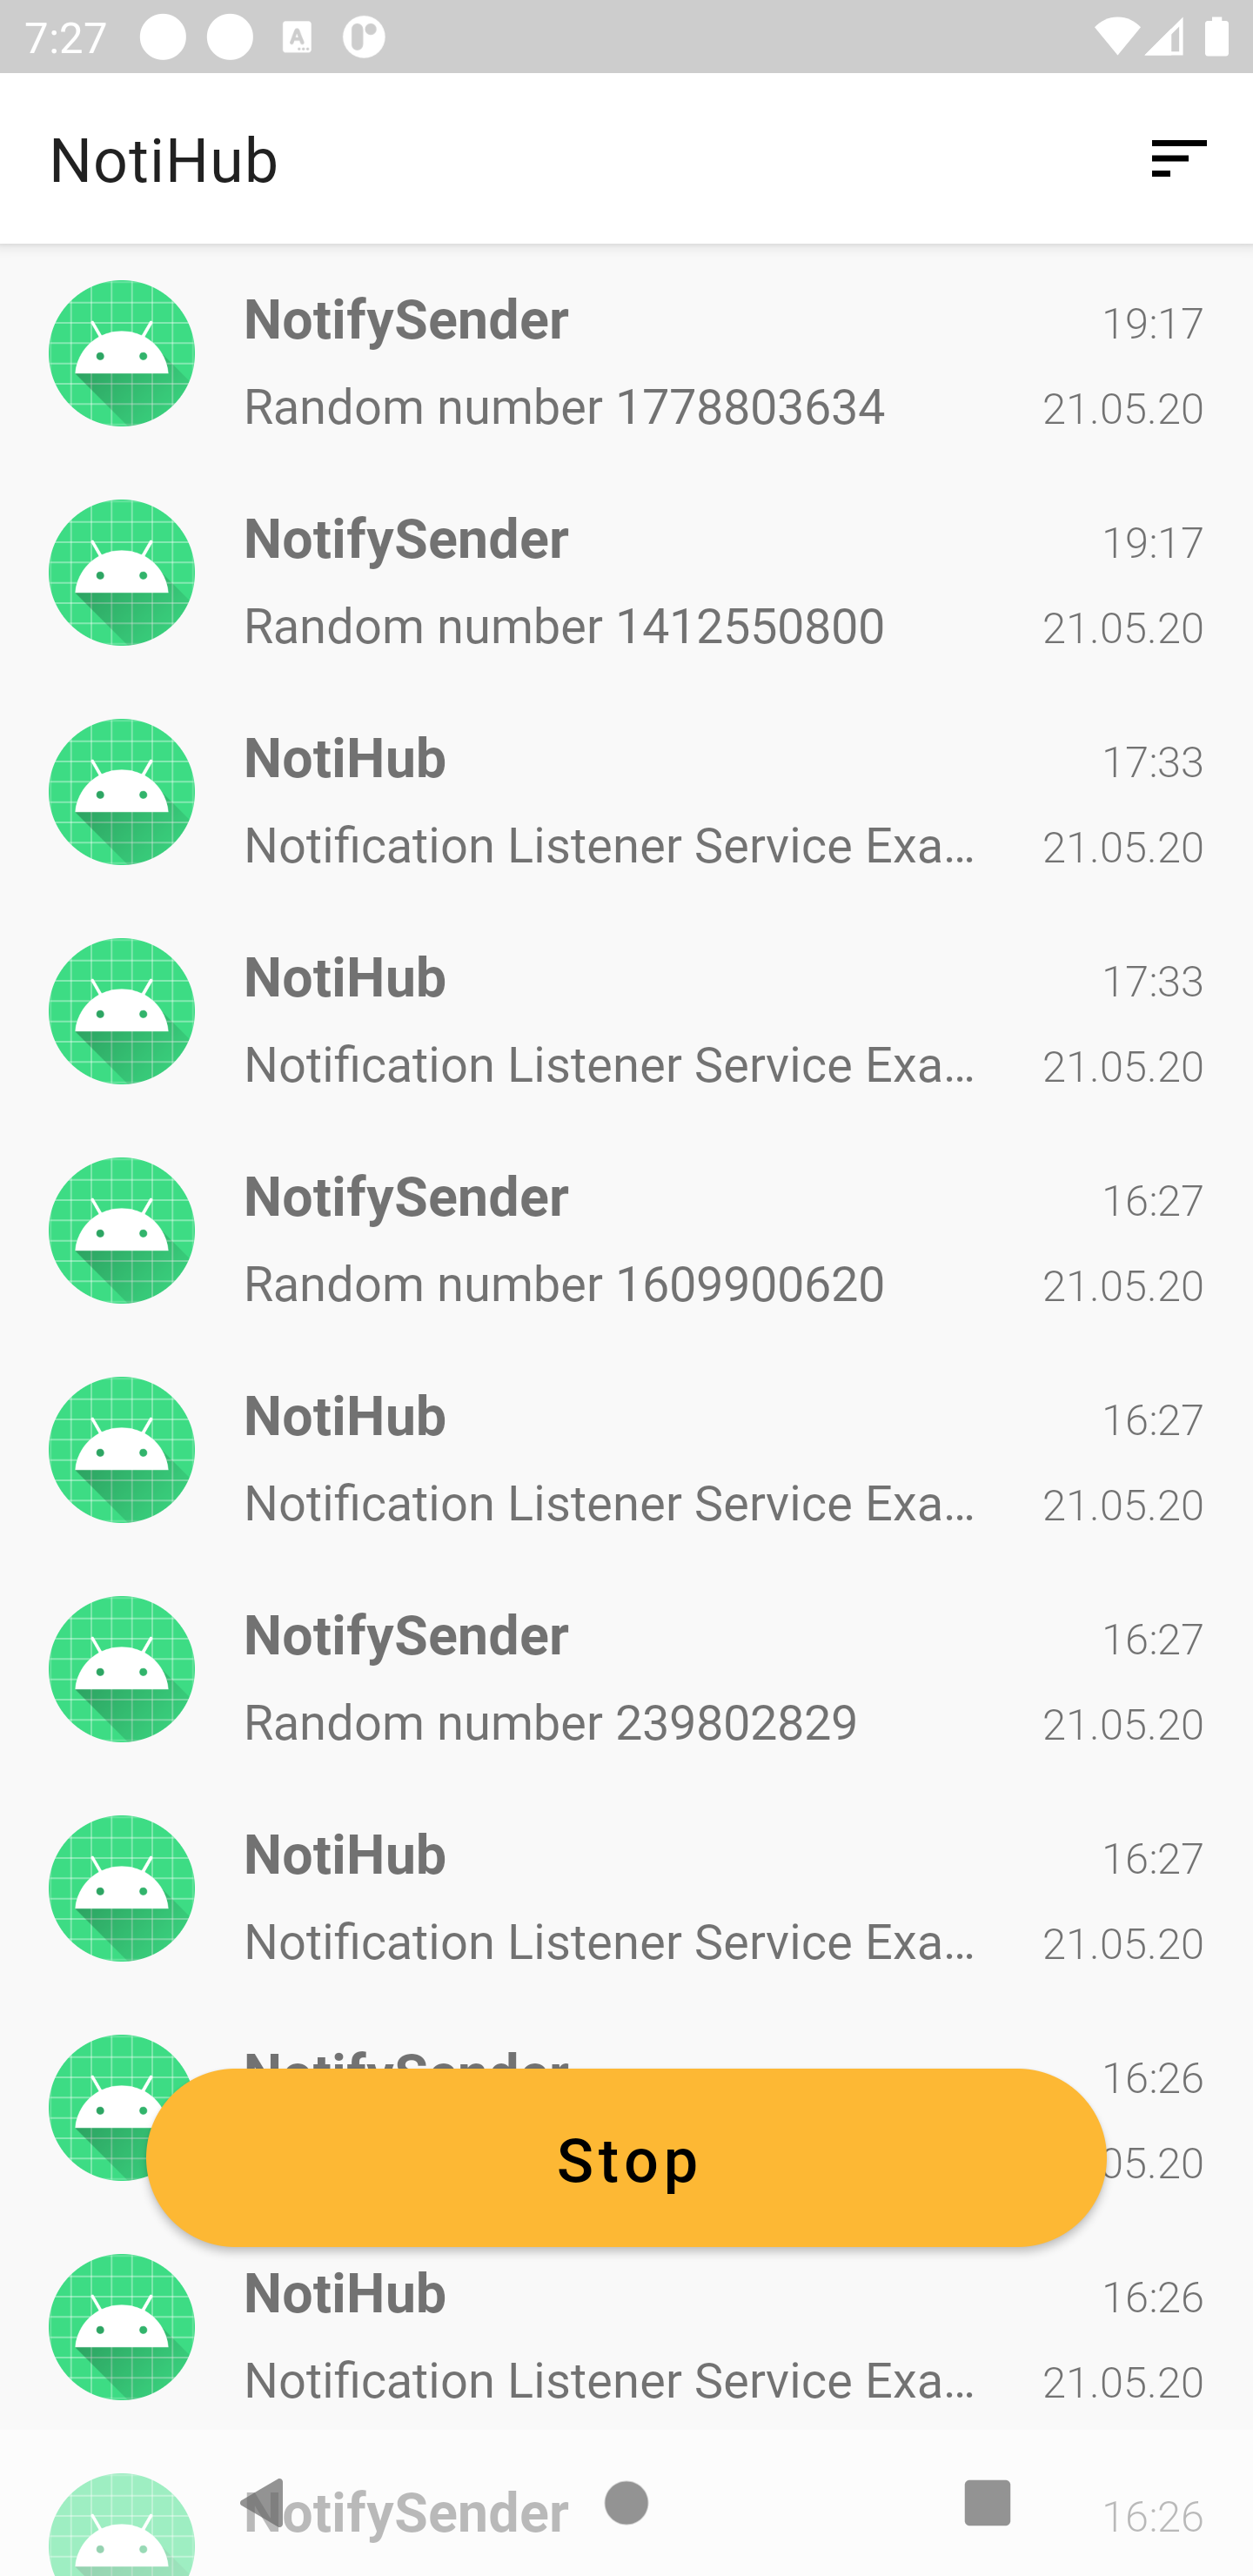 7:27
NotiHub
NotifySender 19:17
Random number 1778803634 21.05.20
NotifySender 19:17
Random number 1412550800 21.05.20
NotiHub 17:33
Notification Listener Service Exa... 21.05.20
NotiHub 17:33
Notification Listener Service Exa... 21.05.20
NotifySender 16:27
Random number 1609900620 21.05.20
NotiHub 16:27
Notification Listener Service Exa... 21.05.20
NotifySender 16:27
Random number 239802829 21.05.20
NotiHub 16:27
Notification Listener Service Exa... 21.05.20
NotifySender 16:26
Stop 05.20
NotiHub 16:26
Notification Listener Service Exa... 21.05.20
NotifySender 16:26